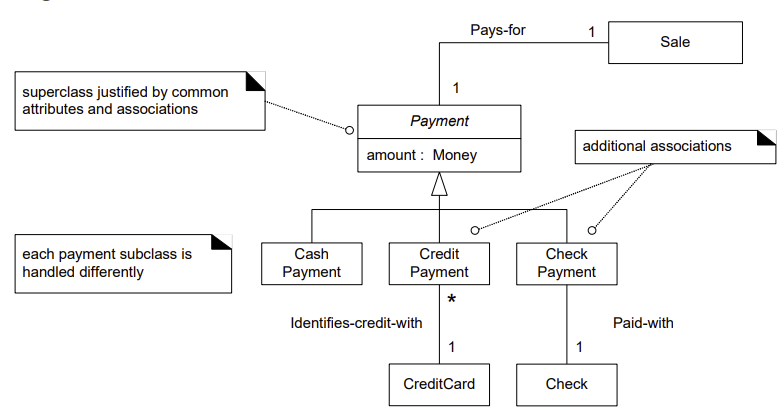 Pays-for
1
Sale
superclass justified by common
attributes and associations
1
Payment
amount : Money
additional associations
each payment subclass is
handled differently
Cash
Payment
Credit
Payment
Check
Payment
*
Identifies-credit-with
Paid-with
1
1
CreditCard
Check